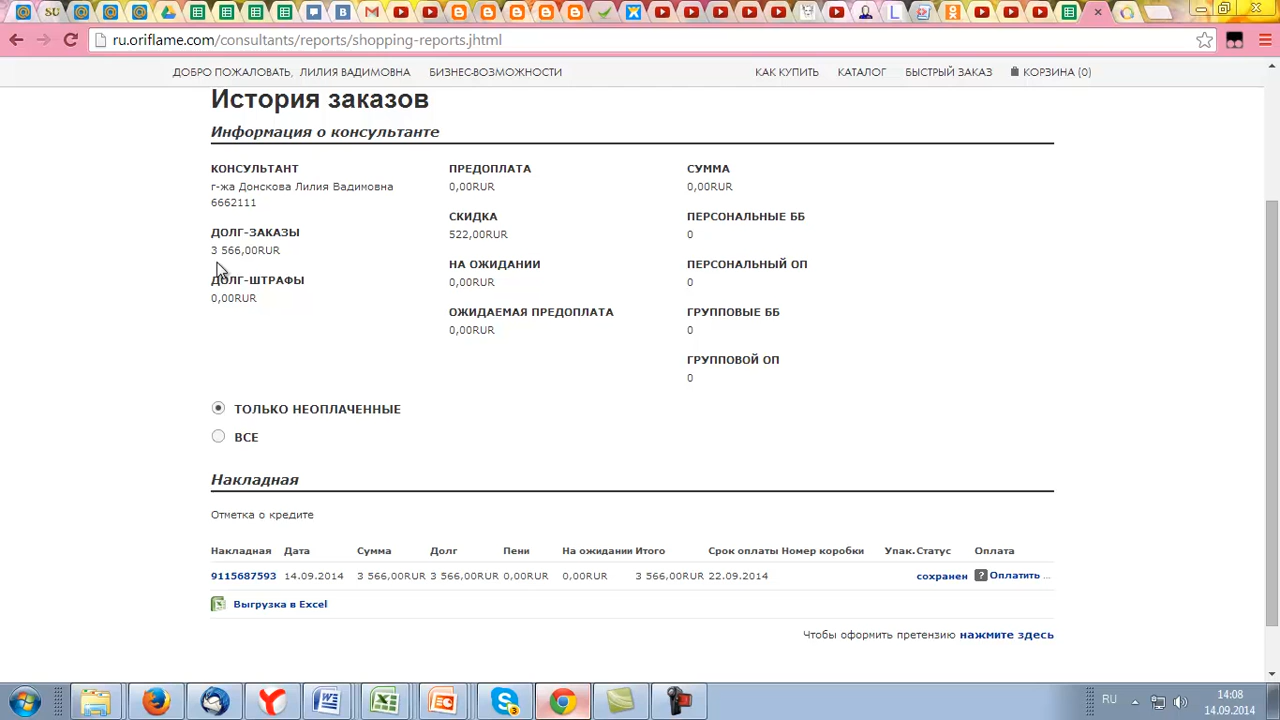 ru.oriflame.com/consultants/reports/shopping-reports.jhtml
ДОБРО ПОЖАЛОВАТЬ, ЛИЛИЯ ВАДИМОВНА БИЗНЕС-ВОЗМОЖНОСТИ КАК КУПИТЬ КАТАЛОГ БЫСТРЫЙ ЗАКАЗ КОРЗИНА (0)
История заказов
Информация о консультанте
КОНСУЛЬТАНТ ПРЕДОПЛАТА СУММА
г-жа Донскова Лилия Вадимовна 0,00RUR 0,00RUR
6662111
СКИДКА ПЕРСОНАЛЬНЫЕ ББ
ДОЛГ-ЗАКАЗЫ
522,00RUR 0
3 566,00RUR
НА ОЖИДАНИИ ПЕРСОНАЛЬНЫЙ ОП
ДОЛГ-ШТРАФЫ
0,00RUR 0
0,00RUR
ОЖИДАЕМАЯ ПРЕДОПЛАТА ГРУППОВЫЕ ББ
0,00RUR 0
ГРУППОВОЙ ОП
0
ТОЛЬКО НЕОПЛАЧЕННЫЕ
ВСЕ
Накладная
Отметка о кредите
Накладная Дата Сумма Долг Пени На ожидании Итого Срок оплаты Номер коробки Упак. Статус Оплата
9115687593 14.09.2014 3 566,00RUR 3 566,00RUR 0,00RUR 0,00RUR 3 566,00RUR 22.09.2014 сохранен ? Оплатить ...
Выгрузка в Excel
Чтобы оформить претензию нажмите здесь
RU
14:08
14.09.2014